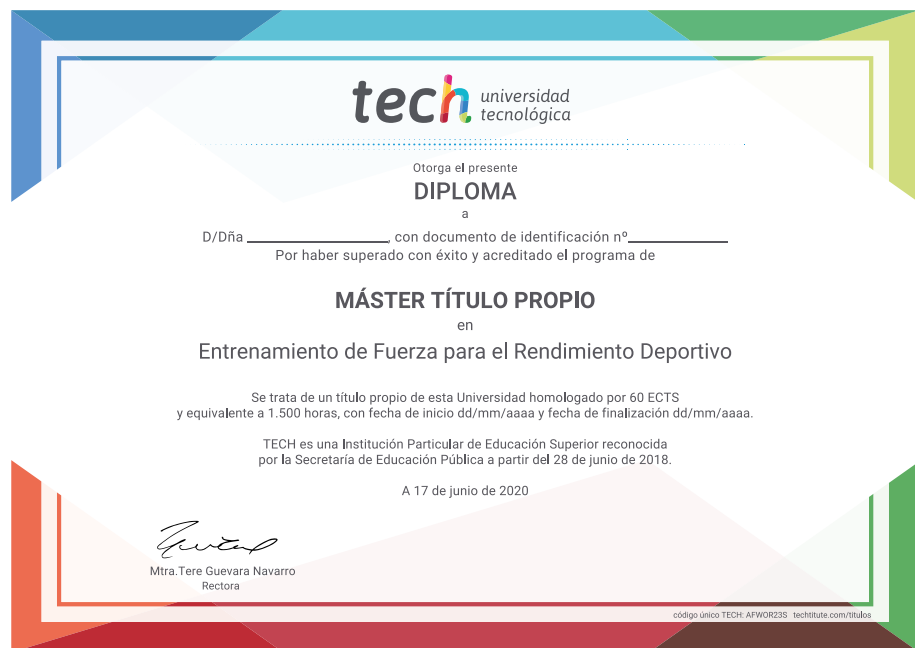 tech universidad
tecnológica
Otorga el presente
DIPLOMA
a
D/Dña ______________, con documento de identificación nº__________
Por haber superado con éxito y acreditado el programa de
MÁSTER TÍTULO PROPIO
en
Entrenamiento de Fuerza para el Rendimiento Deportivo
Se trata de un título propio de esta Universidad homologado por 60 ECTS
y equivalente a 1.500 horas, con fecha de inicio dd/mm/aaaa y fecha de finalización dd/mm/aaaa.
TECH es una Institución Particular de Educación Superior reconocida
por la Secretaría de Educación Pública a partir del 28 de junio de 2018.
A 17 de junio de 2020
Mtra.Tere Guevara Navarro
Rectora
código único TECH: AFWOR23S techtitute.com/titulos